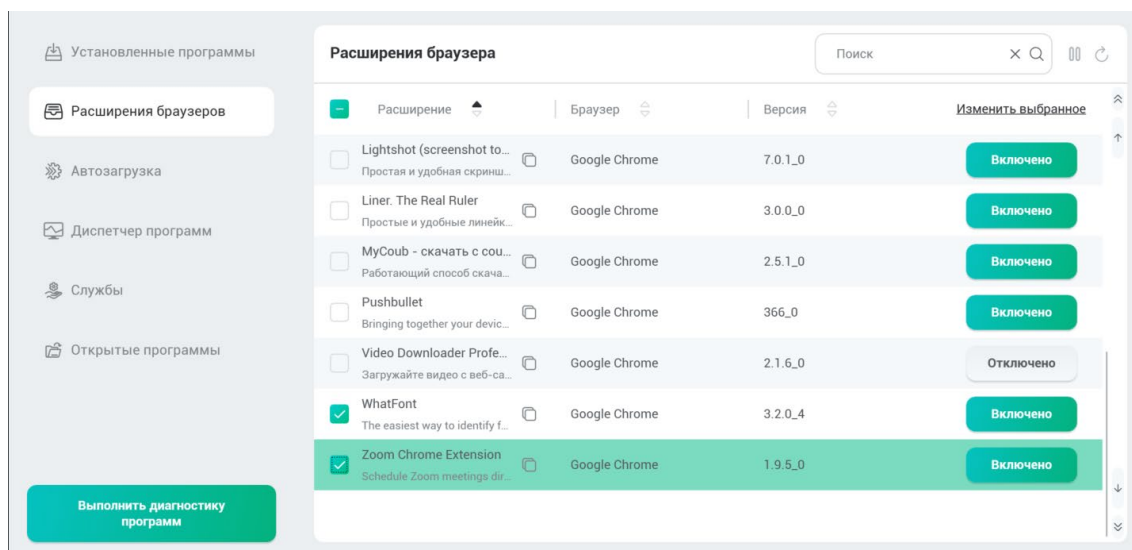 Установленные программы
Расширения браузеров
Автозагрузка
Диспетчер программ
Службы
Открытые программы
Выполнить диагностику
программ
Расширения браузера
Поиск
Расширение Браузер Версия Изменить выбранное
Lightshot (screenshot to...
Простая и удобная скринш...
Google Chrome 7.0.1_0 Включено
Liner. The Real Ruler
Простые и удобные линейк...
Google Chrome 3.0.0_0 Включено
MyCoub - скачать с cou...
Работающий способ скача...
Google Chrome 2.5.1_0 Включено
Pushbullet
Bringing together your devic...
Google Chrome 366_0 Включено
Video Downloader Profe...
Загружайте видео с веб-са...
Google Chrome 2.1.6_0 Отключено
WhatFont
The easiest way to identify f...
Google Chrome 3.2.0_4 Включено
Zoom Chrome Extension
Schedule Zoom meetings dir...
Google Chrome 1.9.5_0 Включено